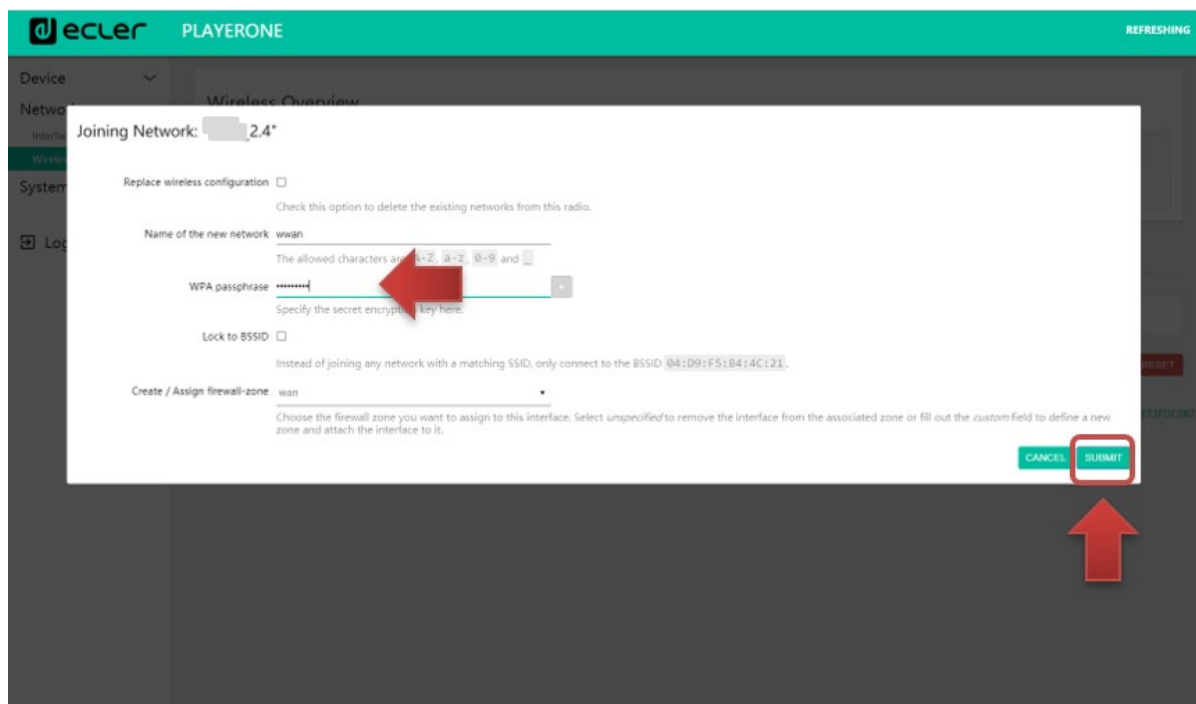 ecler PLAYERONE REFRESHING
Device
Wireless Overview
Netwo
Joining Network: _2.4"
Interfa
Wirele
System
Log
Replace wireless configuration
Check this option to delete the existing networks from this radio.
Name of the new network wwan
The allowed characters are A-Z, a-z, 0-9 and _
WPA passphrase •••••••••
Specify the secret encryption key here.
Lock to BSSID
Instead of joining any network with a matching SSID, only connect to the BSSID 04:D9:F5:B4:4C:21.
RESET
Create / Assign firewall-zone wan
Choose the firewall zone you want to assign to this interface. Select unspecified to remove the interface from the associated zone or fill out the custom field to define a new
zone and attach the interface to it.
CANCEL SUBMIT